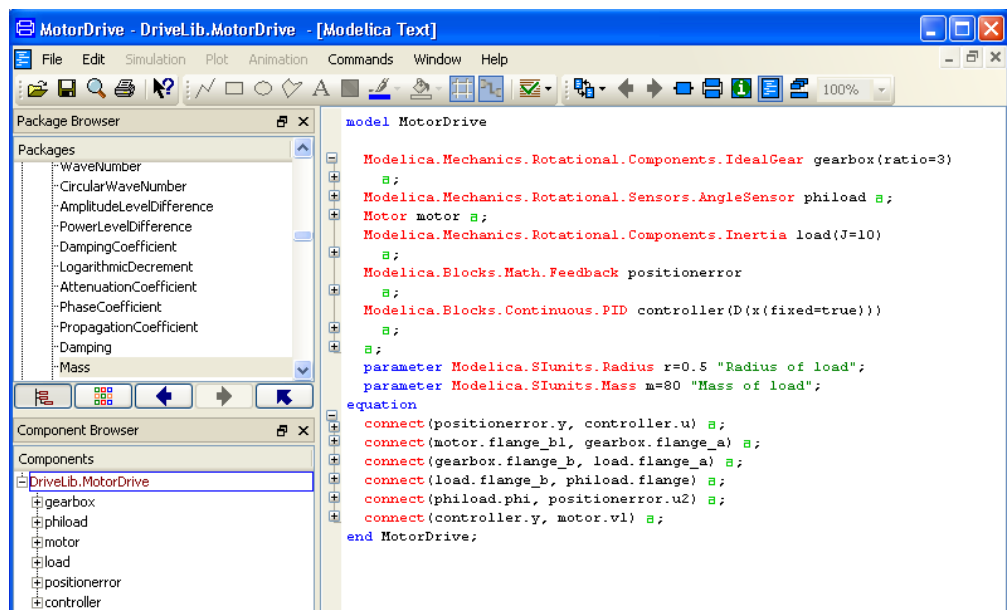 MotorDrive - DriveLib.MotorDrive - [Modelica Text]
File Edit Simulation Plot Animation Commands Window Help
A 100%
Package Browser
Packages
WaveNumber
CircularWaveNumber
AmplitudeLevelDifference
PowerLevelDifference
DampingCoefficient
LogarithmicDecrement
AttenuationCoefficient
PhaseCoefficient
PropagationCoefficient
Damping
Mass
Component Browser
Components
DriveLib.MotorDrive
gearbox
phiload
motor
load
positionerror
controller
model MotorDrive
Modelica.Mechanics.Rotational.Components.IdealGear gearbox(ratio=3)
a;
Modelica.Mechanics.Rotational.Sensors.AngleSensor phiload a;
Motor motor a;
Modelica.Mechanics.Rotational.Components.Inertia load(J=10)
a;
Modelica.Blocks.Math.Feedback positionerror
a;
Modelica.Blocks.Continuous.PID controller(D(x(fixed=true)))
a;
a;
parameter Modelica.SIunits.Radius r=0.5 "Radius of load";
parameter Modelica.SIunits.Mass m=80 "Mass of load";
equation
connect(positionerror.y, controller.u) a;
connect(motor.flange_b1, gearbox.flange_a) a;
connect(gearbox.flange_b, load.flange_a) a;
connect(load.flange_b, phiload.flange) a;
connect(phiload.phi, positionerror.u2) a;
connect(controller.y, motor.v1) a;
end MotorDrive;